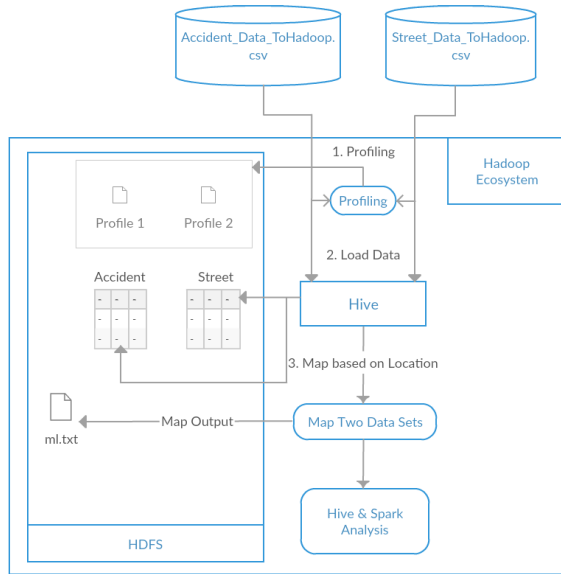 Accident_Data_ToHadoop.
csv
Street_Data_ToHadoop.
csv
1. Profiling
Hadoop
Ecosystem
Profile 1
Profile 2
Profiling
2. Load Data
Accident
Street
- - -
- - -
- - -
- - -
- - -
- - -
Hive
3. Map based on Location
ml.txt
Map Output
Map Two Data Sets
Hive & Spark
Analysis
HDFS